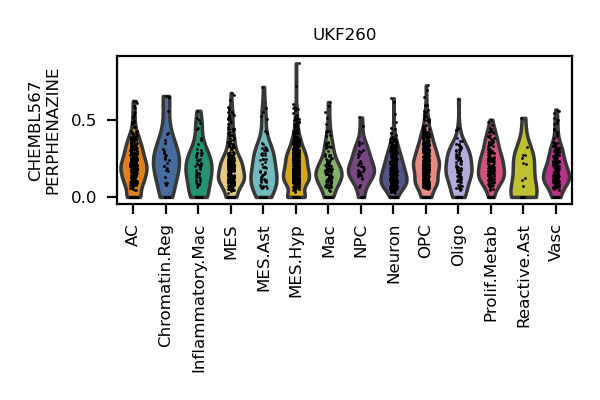 UKF260
CHEMBL567
PERPHENAZINE
0.5
0.0
AC
Chromatin.Reg
Inflammatory.Mac
MES
MES.Ast
MES.Hyp
Mac
NPC
Neuron
OPC
Oligo
Prolif.Metab
Reactive.Ast
Vasc